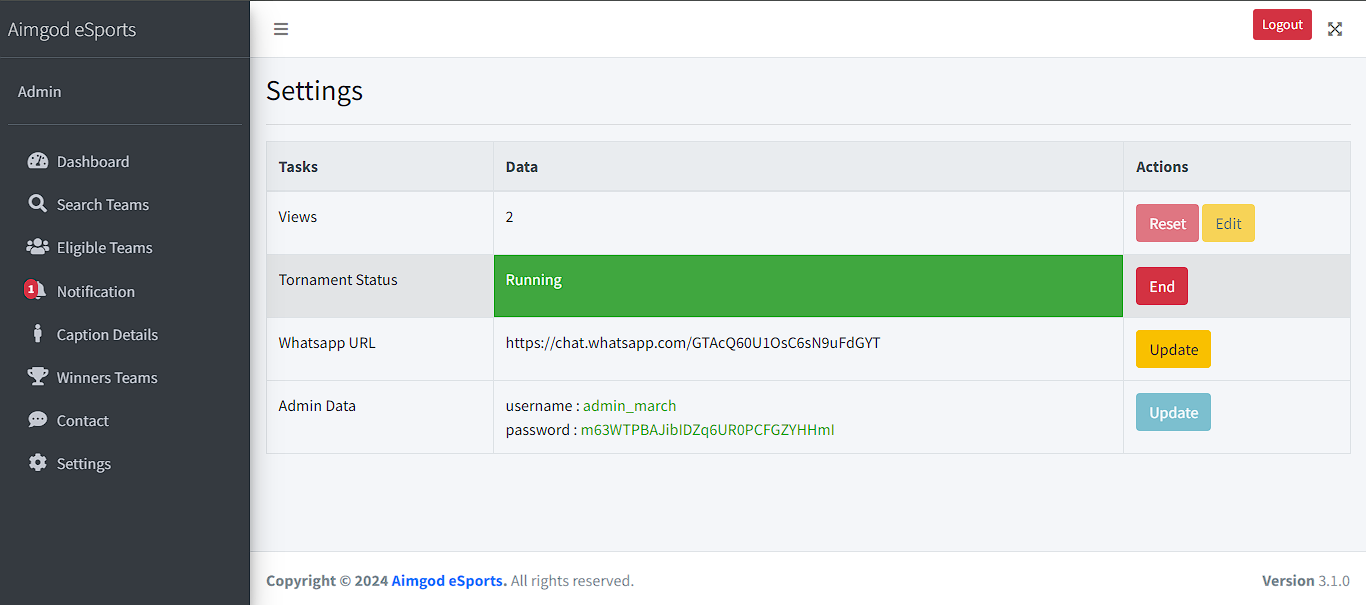 Aimgod eSports
Logout
Admin
Settings
Dashboard
Search Teams
Eligible Teams
1 Notification
Caption Details
Winners Teams
Contact
Settings
Tasks Data Actions
Views 2 Reset Edit
Tornament Status Running End
Whatsapp URL https://chat.whatsapp.com/GTAcQ60U1OsC6sN9uFdGYT Update
Admin Data username : admin_march Update
password : m63WTPBAJibIDZq6UR0PCFGZYHHmI
Copyright © 2024 Aimgod eSports. All rights reserved. Version 3.1.0